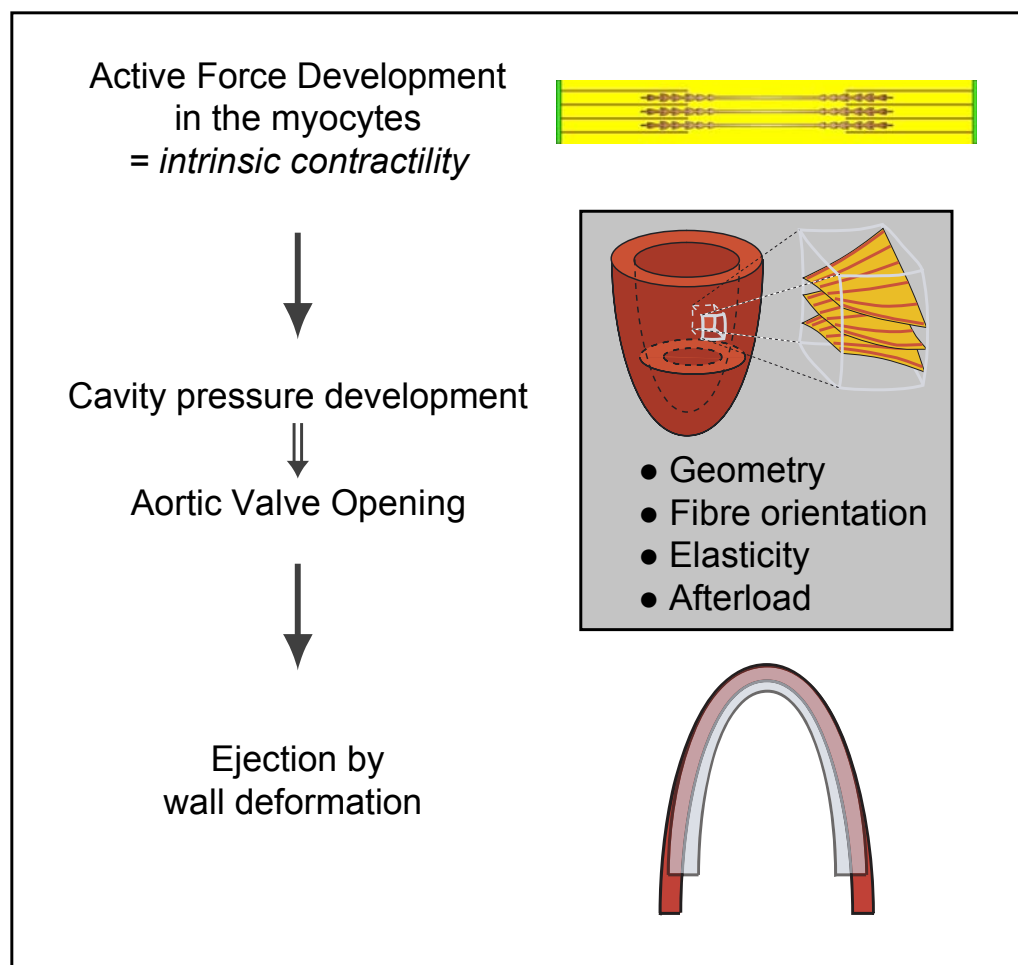 Active Force Development
in the myocytes
= intrinsic contractility
Cavity pressure development
Aortic Valve Opening
● Geometry
● Fibre orientation
● Elasticity
● Afterload
Ejection by
wall deformation